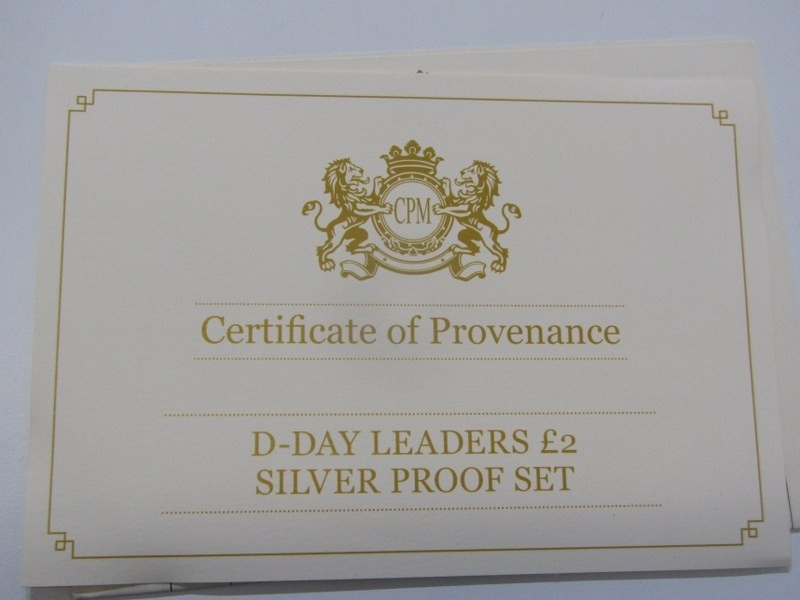 CPM
Certificate of Provenance
D-DAY LEADERS £2
SILVER PROOF SET